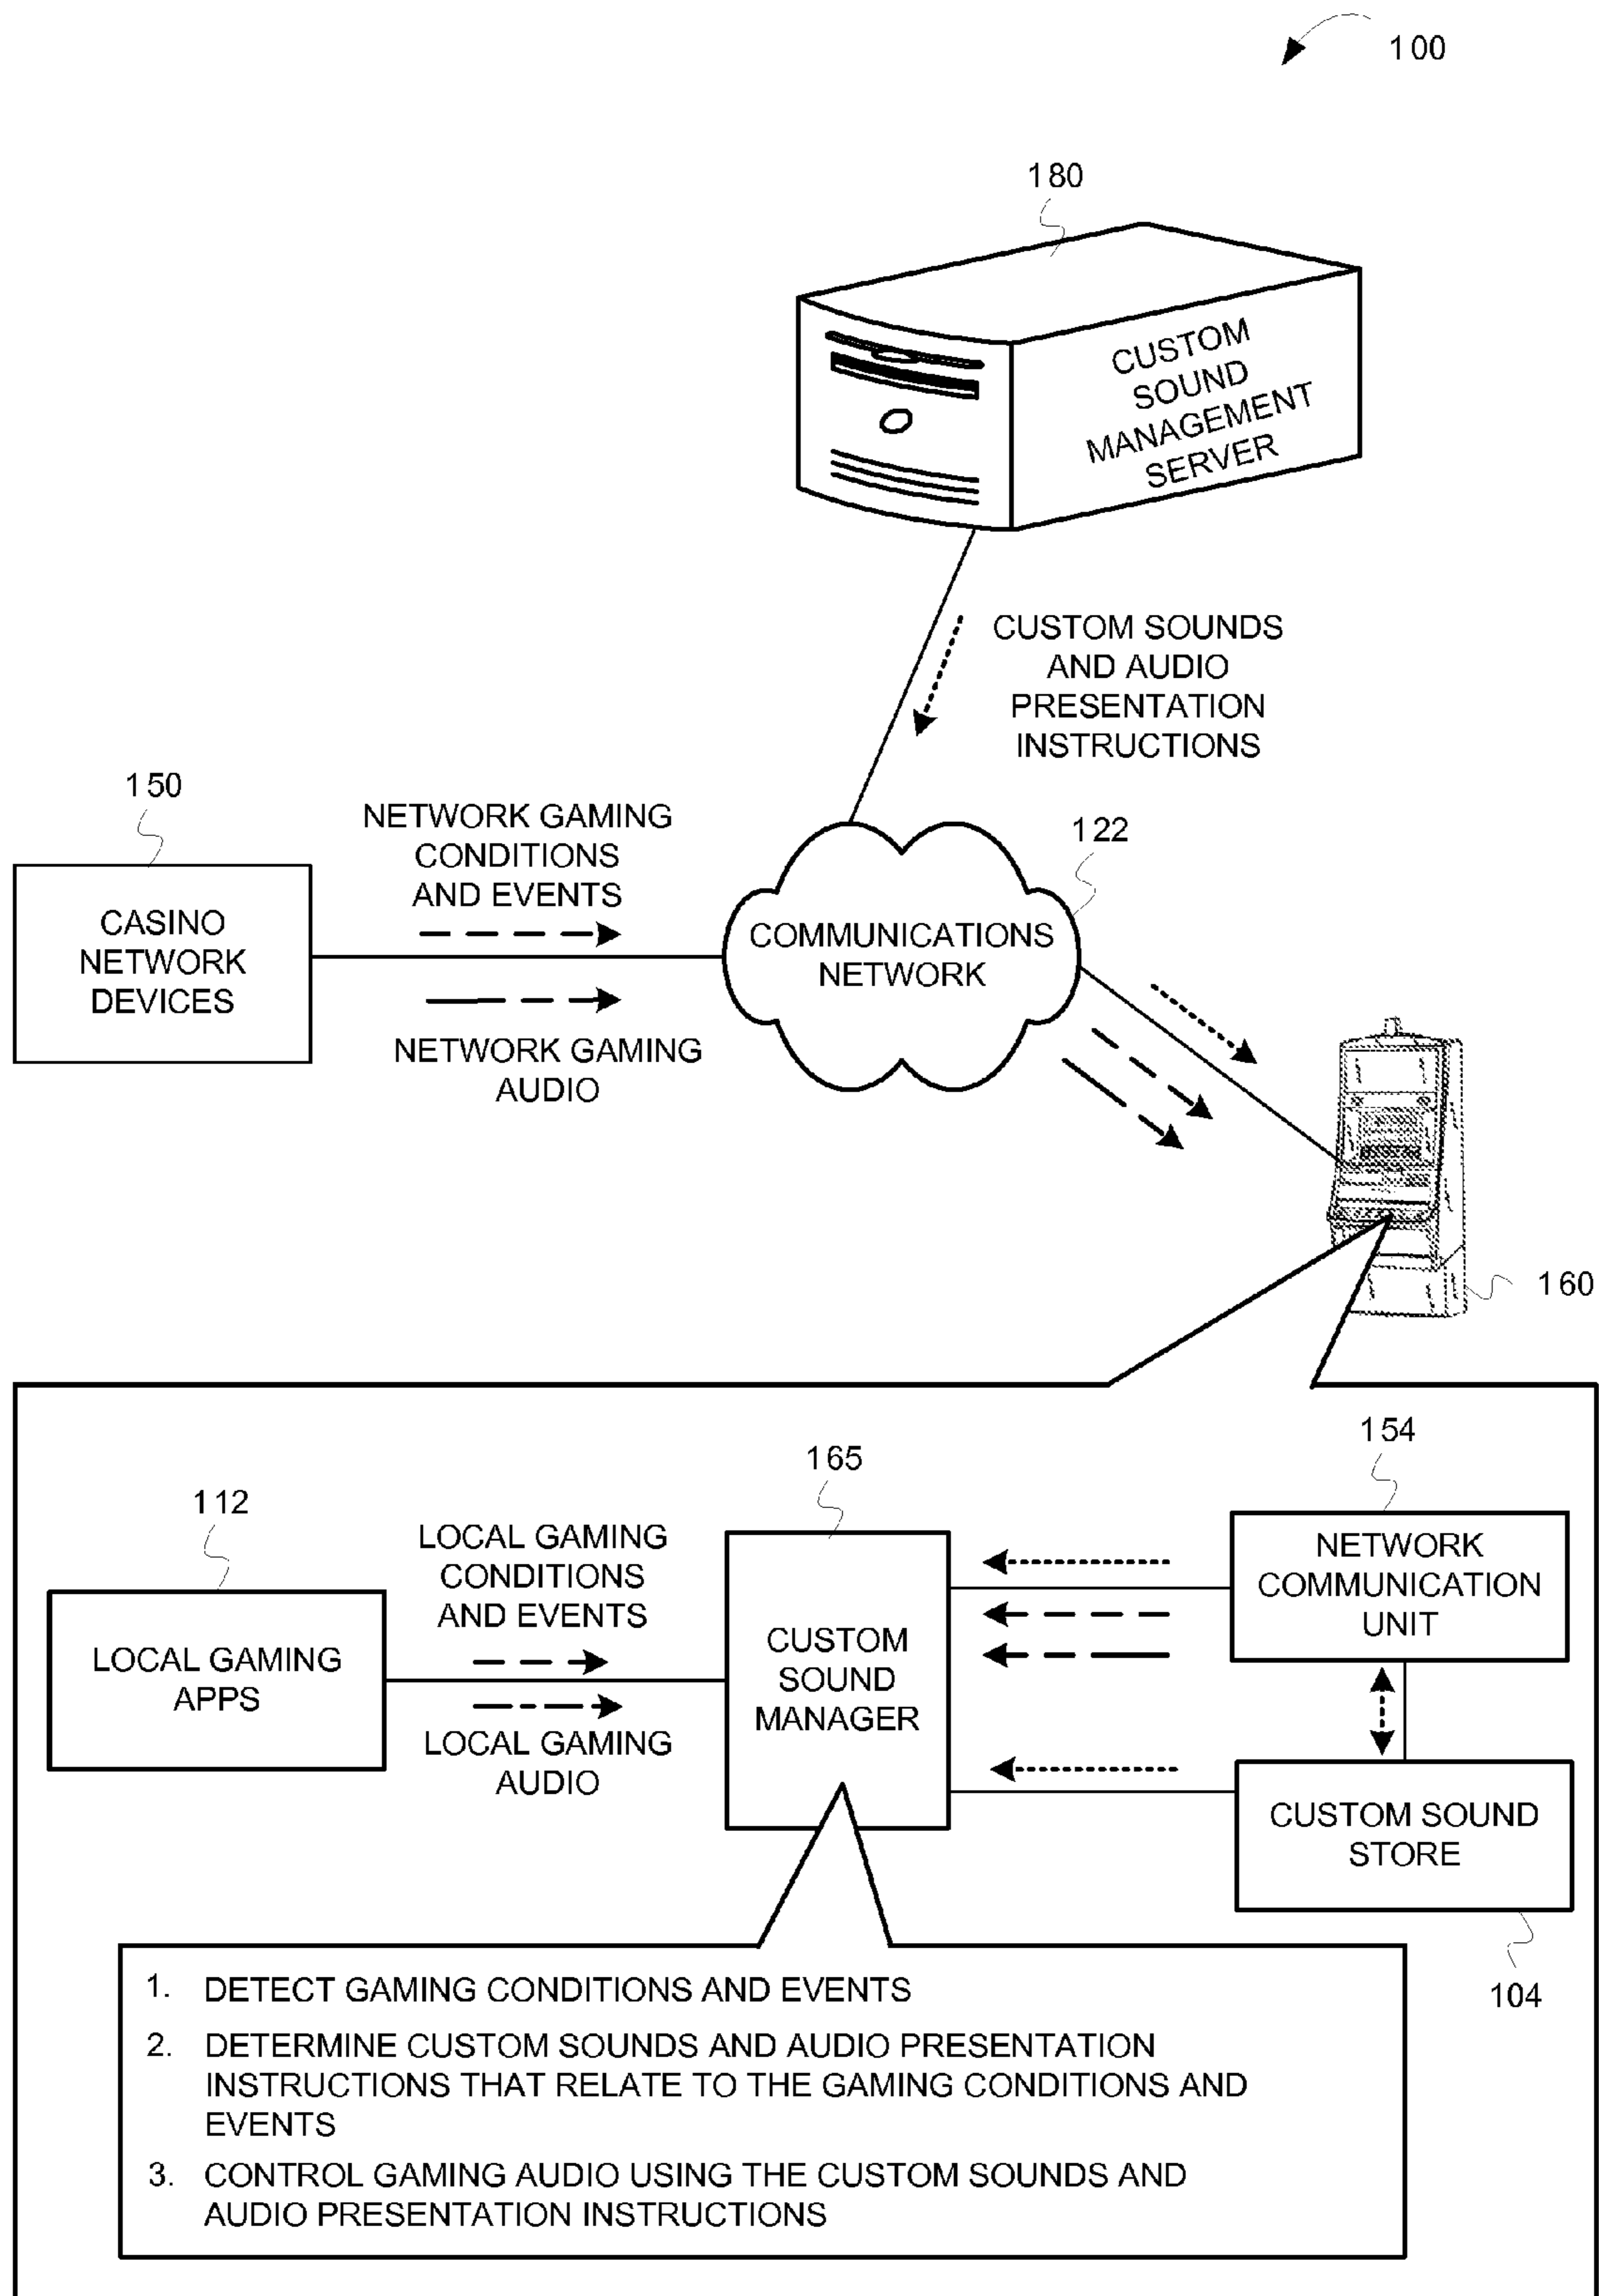 100
180
CUSTOM
SOUND
MANAGEMENT
SERVER
CUSTOM SOUNDS
AND AUDIO
PRESENTATION
INSTRUCTIONS
150
NETWORK GAMING
CONDITIONS
AND EVENTS
122
CASINO
NETWORK
DEVICES
COMMUNICATIONS
NETWORK
NETWORK GAMING
AUDIO
160
154
165
112
LOCAL GAMING
CONDITIONS
AND EVENTS
NETWORK
COMMUNICATION
UNIT
LOCAL GAMING
APPS
CUSTOM
SOUND
MANAGER
LOCAL GAMING
AUDIO
CUSTOM SOUND
STORE
104
1. DETECT GAMING CONDITIONS AND EVENTS
2. DETERMINE CUSTOM SOUNDS AND AUDIO PRESENTATION
INSTRUCTIONS THAT RELATE TO THE GAMING CONDITIONS AND
EVENTS
3. CONTROL GAMING AUDIO USING THE CUSTOM SOUNDS AND
AUDIO PRESENTATION INSTRUCTIONS